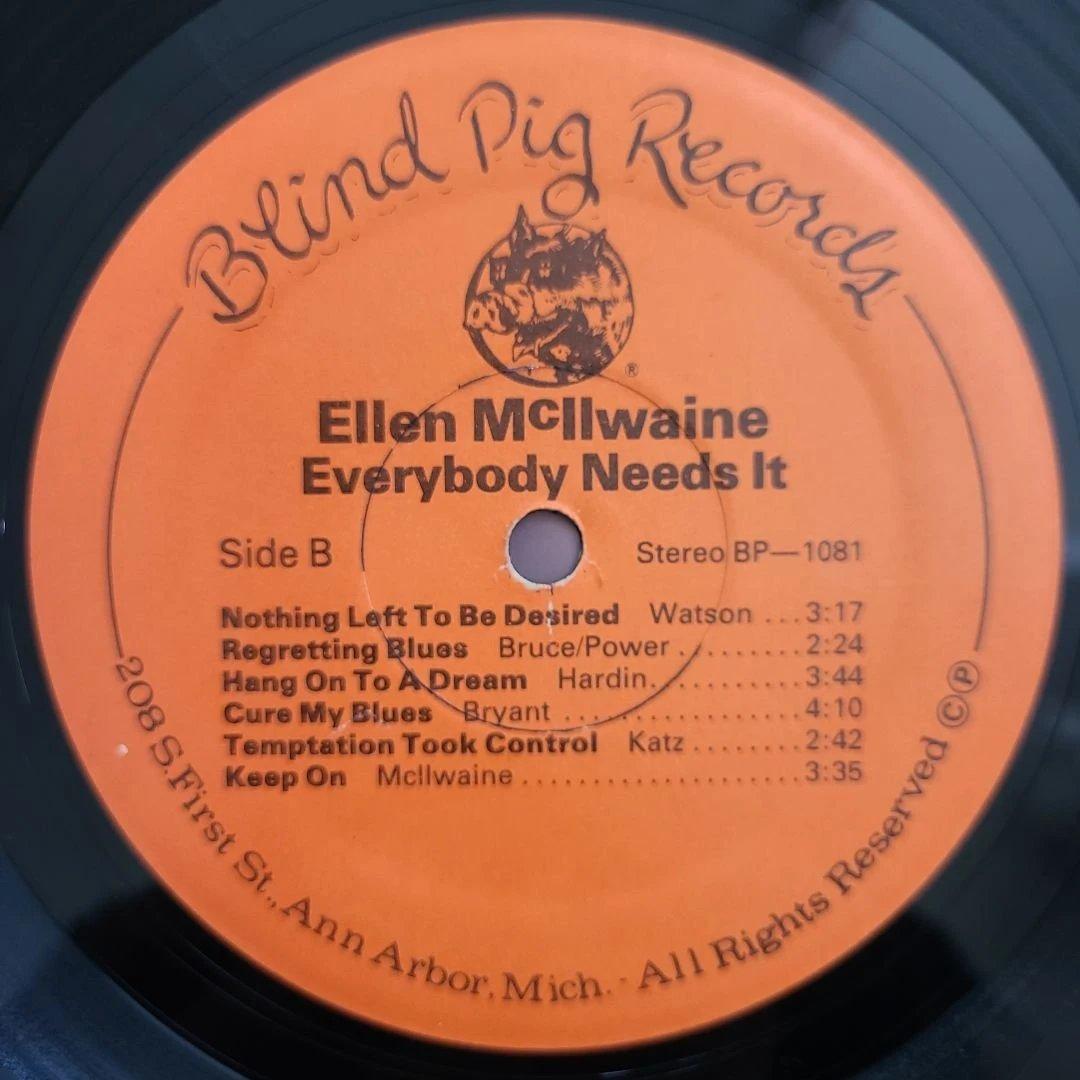 Blind Pig Records
®
Ellen McIlwaine
Everybody Needs It
Side B
Stereo BP—1081
Nothing Left To Be Desired Watson ...3:17
Regretting Blues Bruce/Power .........2:24
Hang On To A Dream Hardin...........3:44
Cure My Blues Bryant .................4:10
Temptation Took Control Katz ........2:42
Keep On McIlwaine .....................3:35
208 S. First St., Ann Arbor, Mich. · All Rights Reserved ©℗